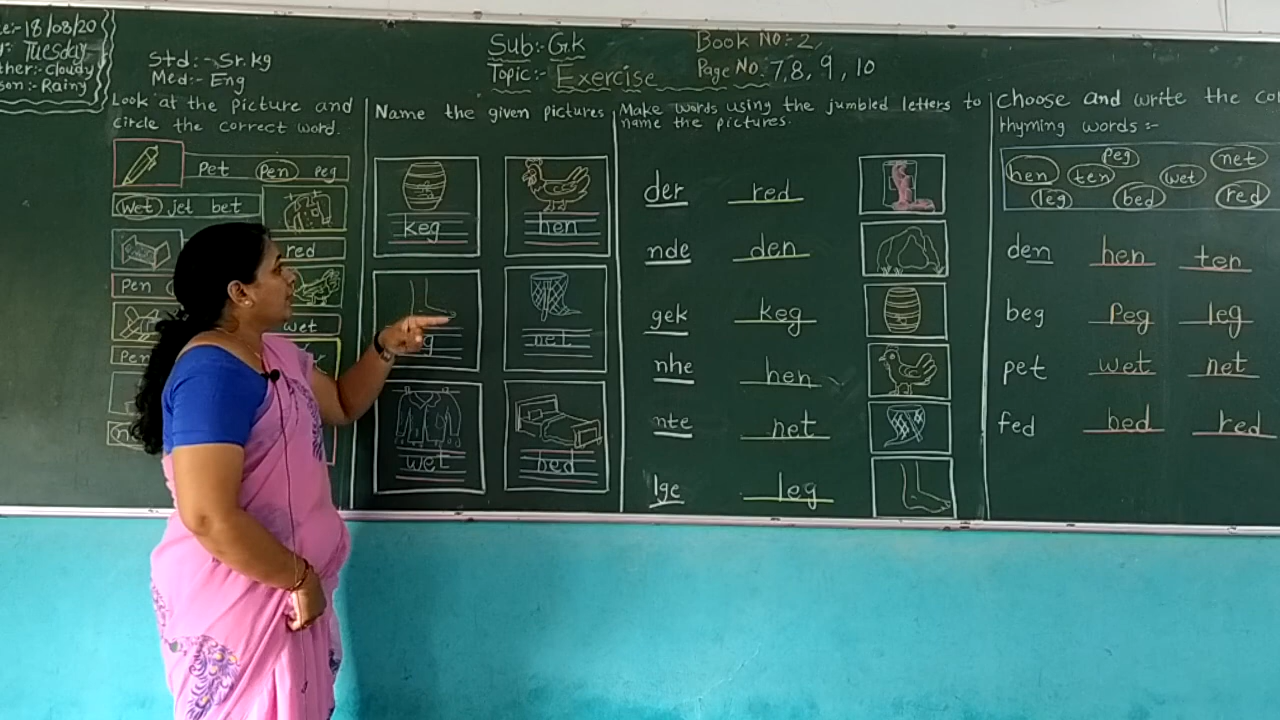 18/08/20
Tuesday
Cloudy
Rainy
Std:- Sr.kg
Med:- Eng
Sub:- G.k
Topic:- Exercise
Book No:-2
Page No:7,8,9,10
Look at the picture and
circle the correct word.
Pet Pen Peg
wet jet bet
red
Pen
wet
Pen
Name the given pictures
keg hen
g net
wet bed
Make words using the jumbled letters to
name the pictures.
der red
nde den
gek keg
nhe hen
nte net
lge leg
Choose and write the
rhyming words:-
hen Peg ten wet net
leg bed red
den hen ten
beg Peg leg
pet wet net
fed bed red